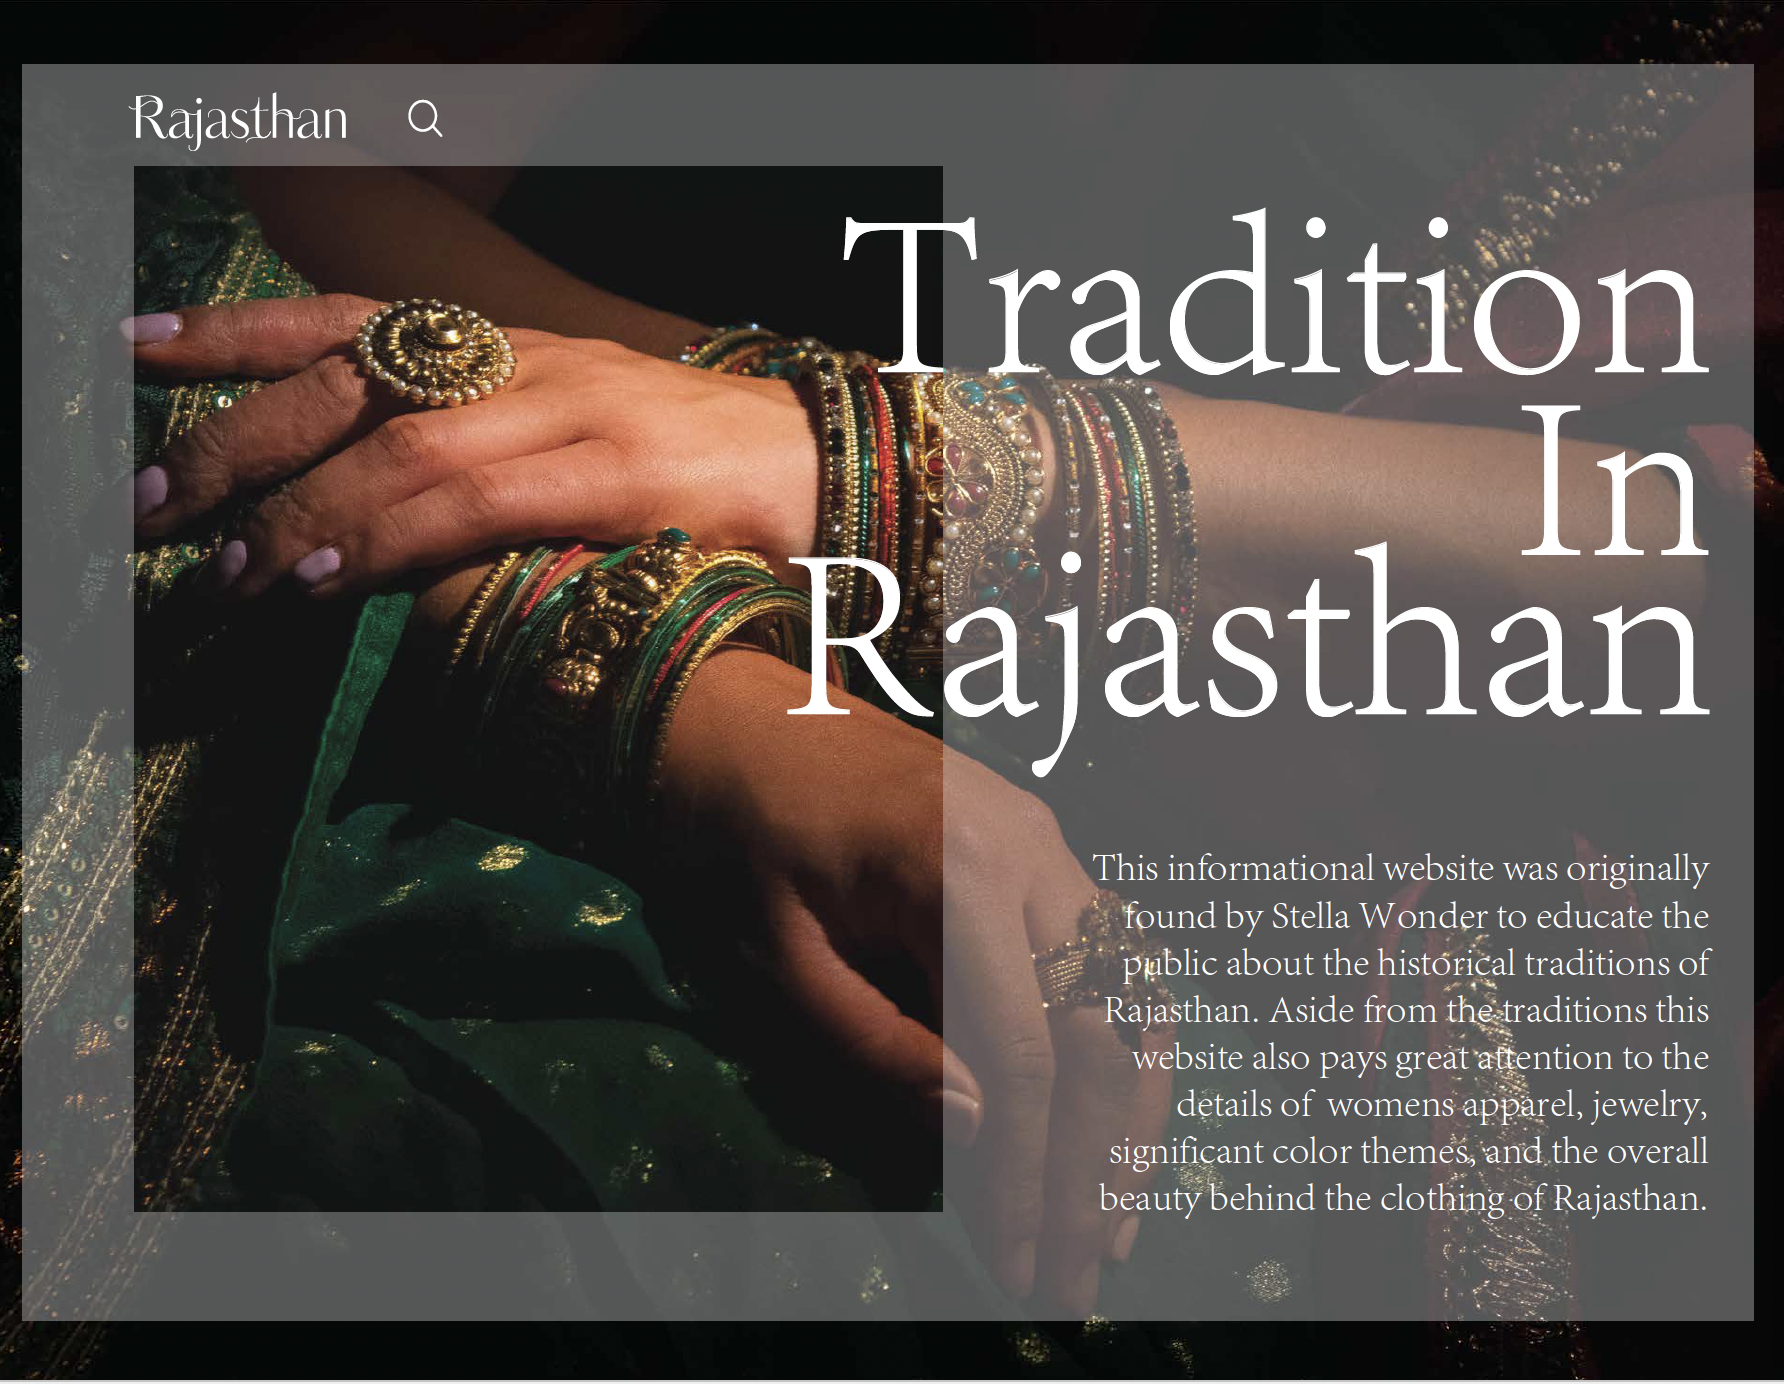 Rajasthan
Tradition
In
Rajasthan
This informational website was originally
found by Stella Wonder to educate the
public about the historical traditions of
Rajasthan. Aside from the traditions this
website also pays great attention to the
details of womens apparel, jewelry,
significant color themes, and the overall
beauty behind the clothing of Rajasthan.